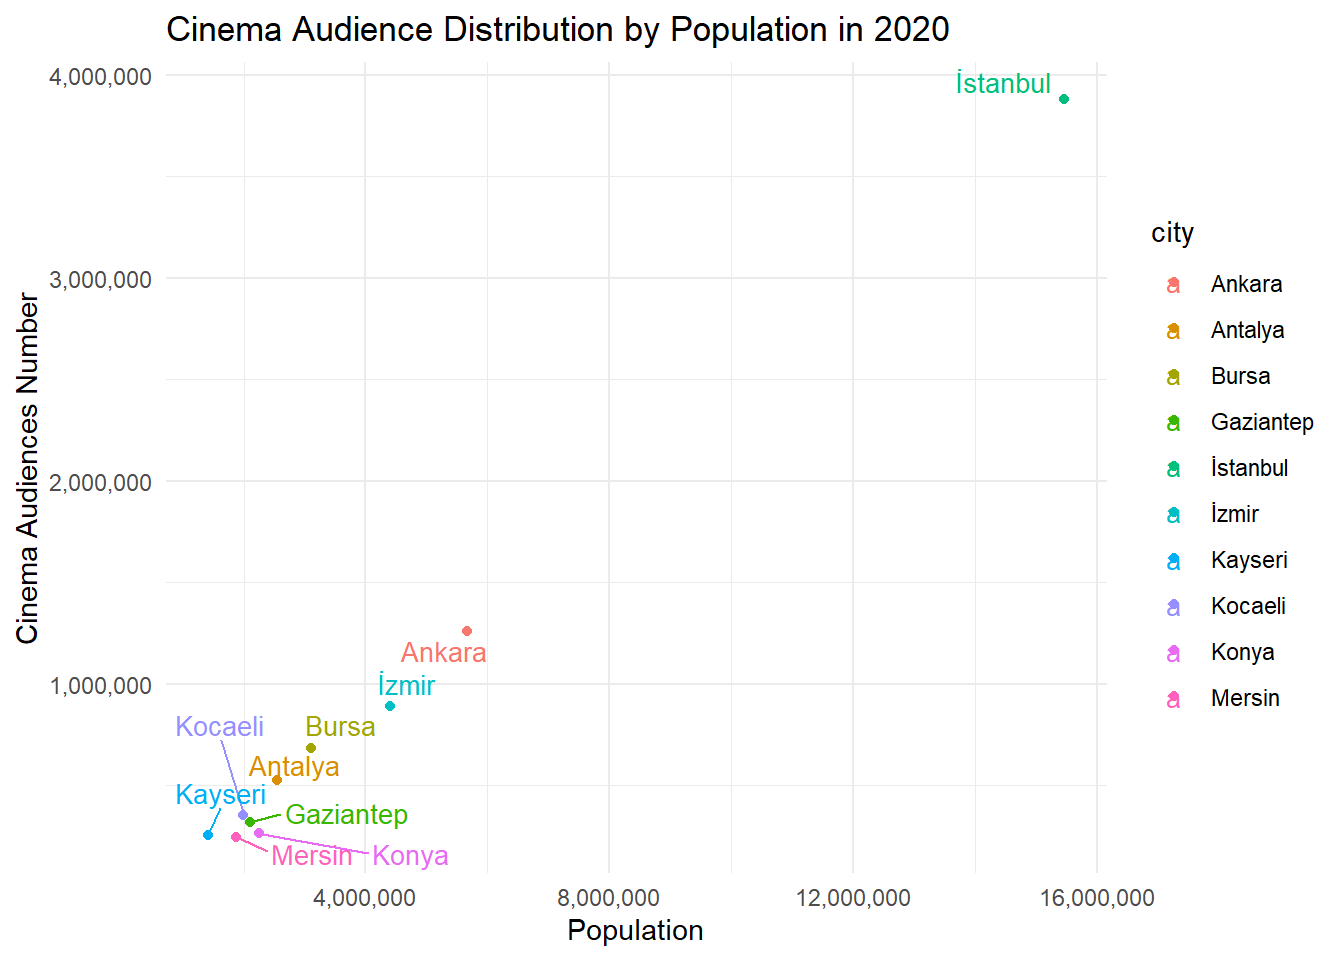 Cinema Audience Distribution by Population in 2020
Cinema Audiences Number
4,000,000
3,000,000
2,000,000
1,000,000
İstanbul
Ankara
İzmir
Kocaeli
Bursa
Antalya
Kayseri
Gaziantep
Mersin
Konya
4,000,000
8,000,000
12,000,000
16,000,000
Population
city
a Ankara
a Antalya
a Bursa
a Gaziantep
a İstanbul
a İzmir
a Kayseri
a Kocaeli
a Konya
a Mersin